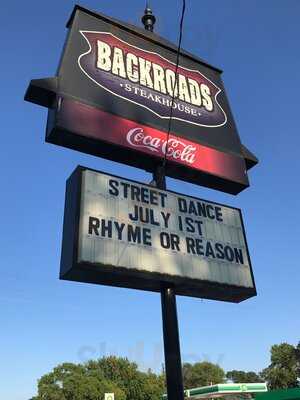 BACKROADS
• STEAKHOUSE •
Coca-Cola
STREET DANCE
JULY 1ST
RHYME OR REASON